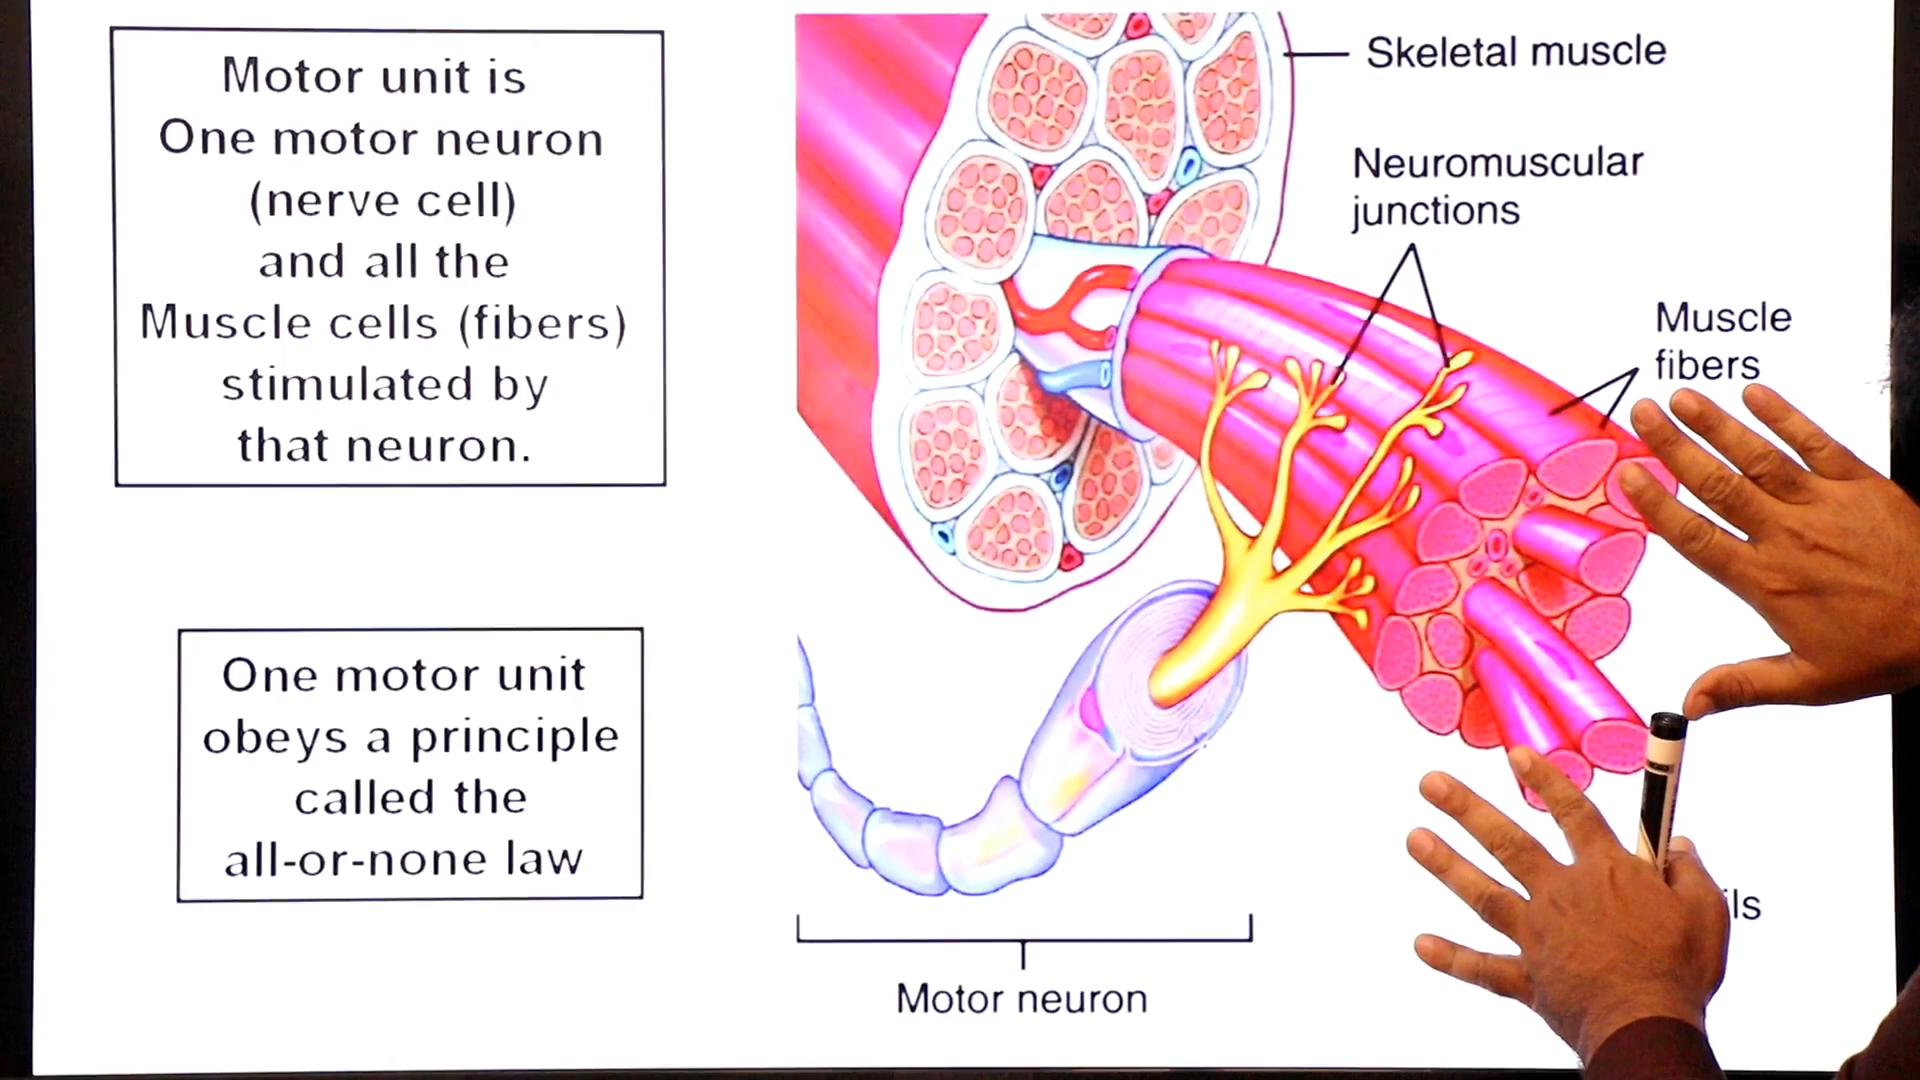 Motor unit is
One motor neuron
(nerve cell)
and all the
Muscle cells (fibers)
stimulated by
that neuron.
One motor unit
obeys a principle
called the
all-or-none law
Skeletal muscle
Neuromuscular
junctions
Muscle
fibers
Motor neuron